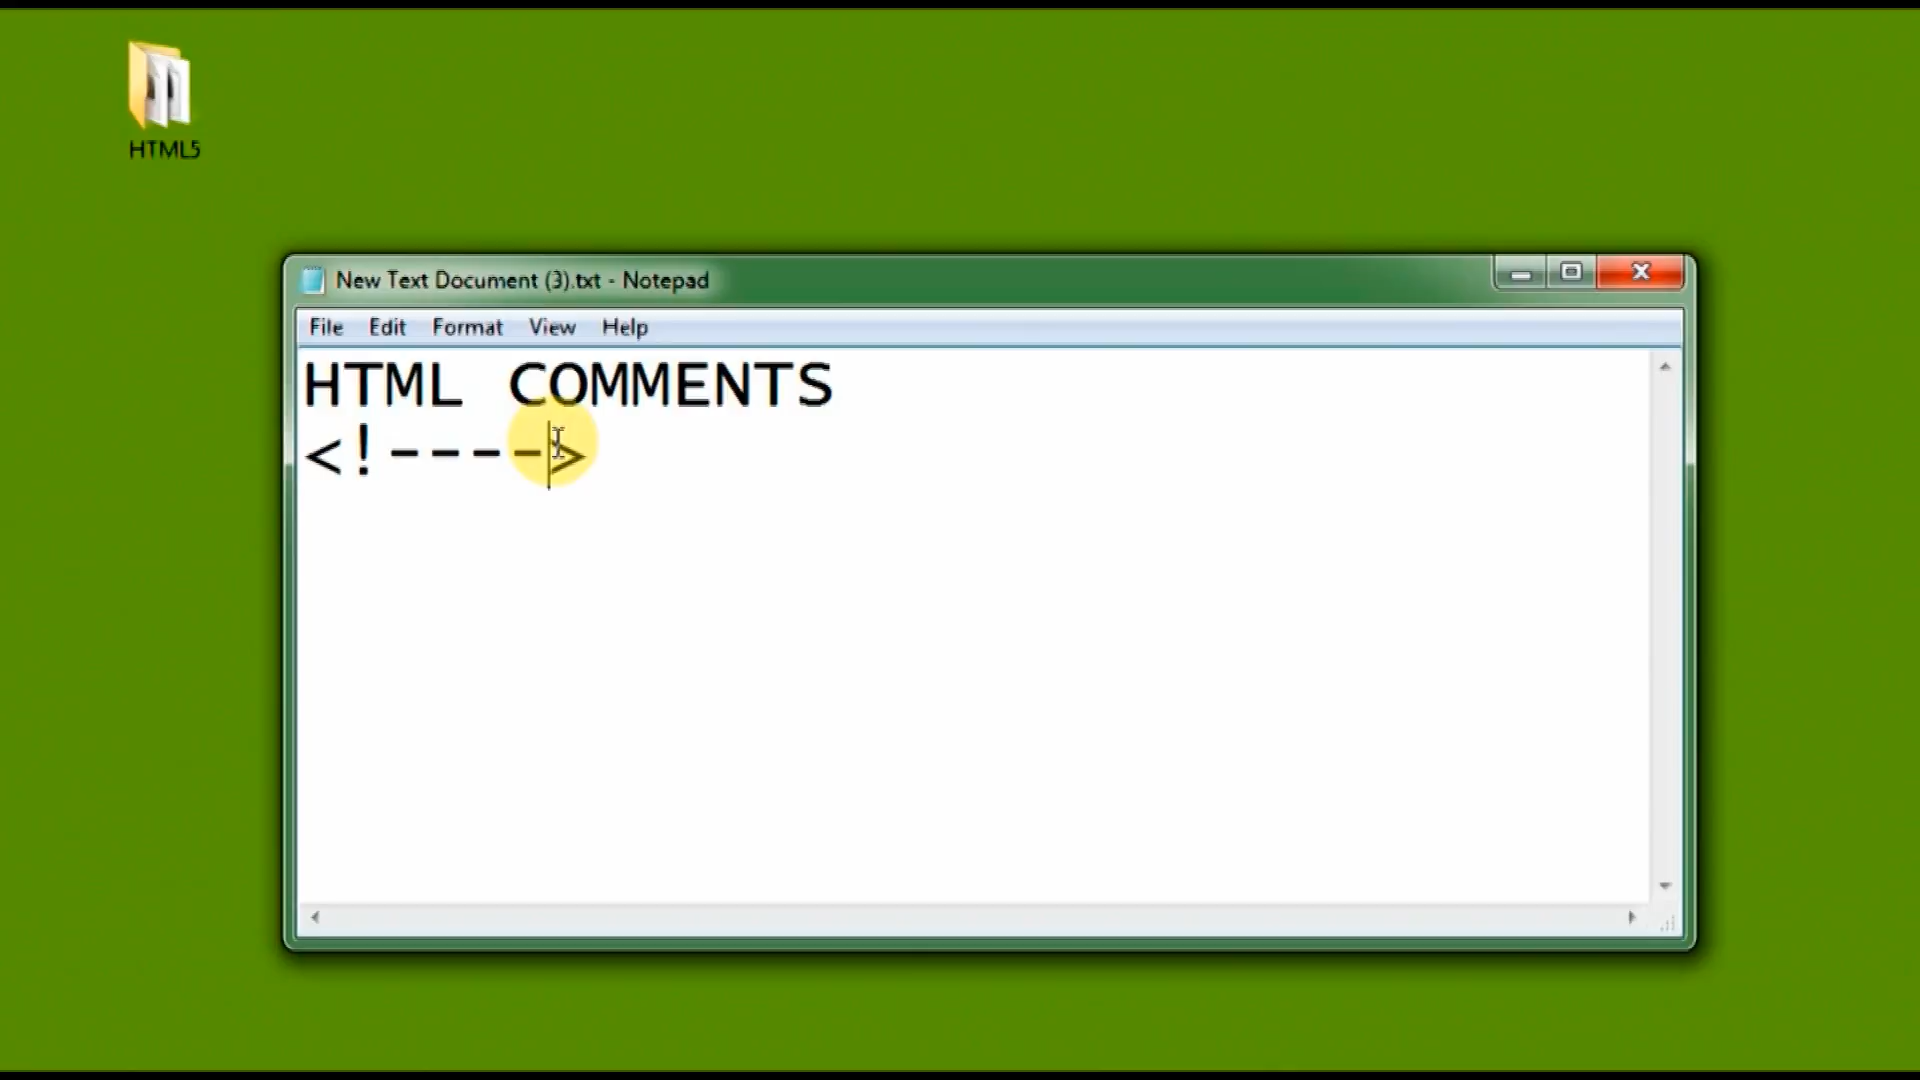 HTML5
New Text Document (3).txt - Notepad
File Edit Format View Help
HTML COMMENTS
<!---->